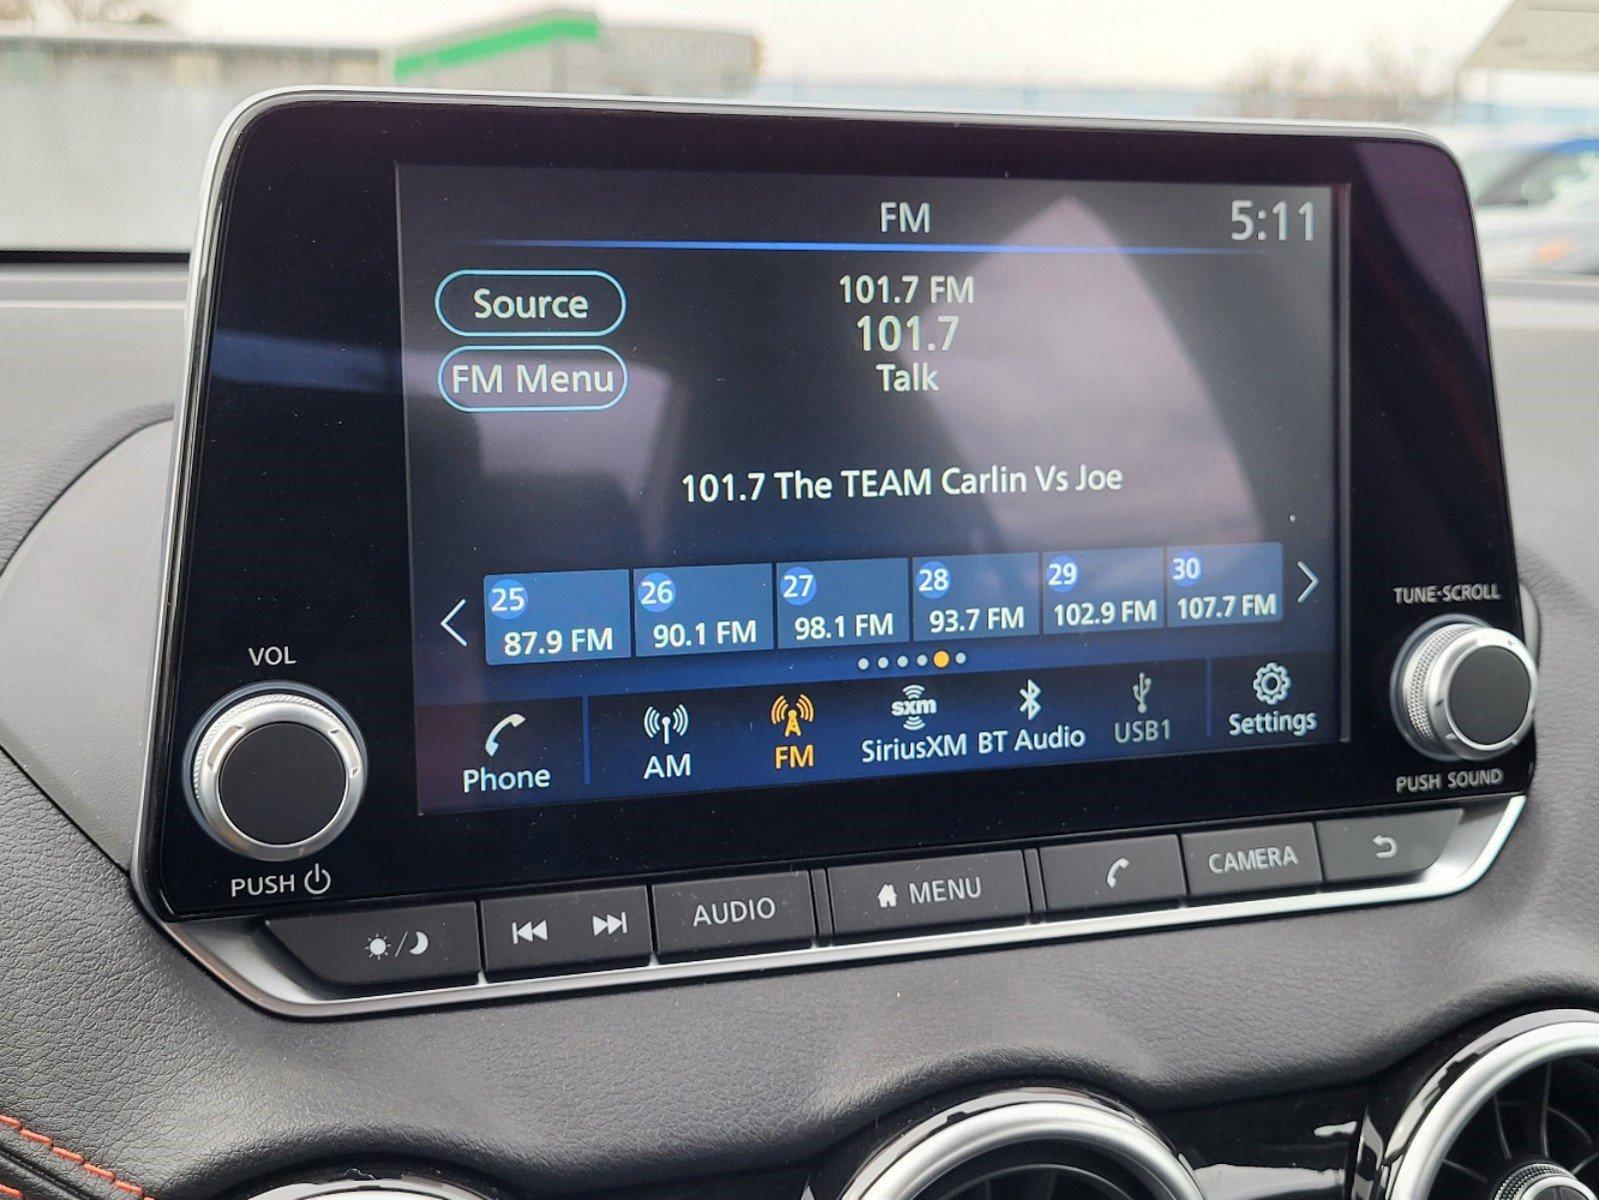 FM
5:11
Source
101.7 FM
101.7
FM Menu
Talk
101.7 The TEAM Carlin Vs Joe
25
26
27
28
29
30
87.9 FM
90.1 FM
98.1 FM
93.7 FM
102.9 FM
107.7 FM
VOL
TUNE·SCROLL
Phone
AM
FM
sxm
SiriusXM
BT Audio
USB1
Settings
PUSH
PUSH SOUND
AUDIO
MENU
CAMERA